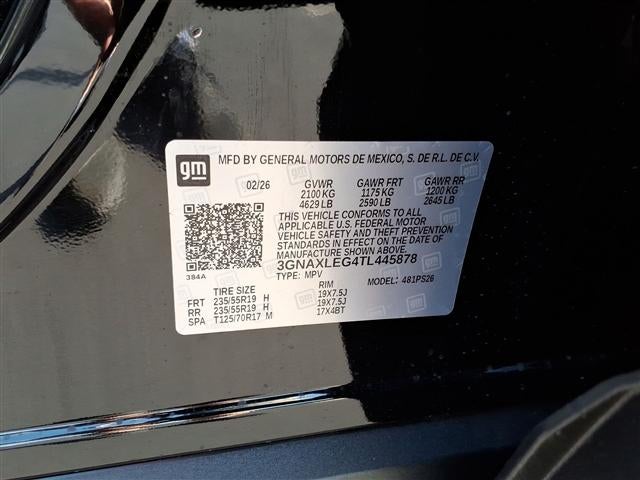 gm MFD BY GENERAL MOTORS DE MEXICO, S. DE R.L. DE C.V.
02/26 GVWR GAWR FRT GAWR RR
2100 KG 1175 KG 1200 KG
4629 LB 2590 LB 2645 LB
THIS VEHICLE CONFORMS TO ALL
APPLICABLE U.S. FEDERAL MOTOR
VEHICLE SAFETY, BUMPER, AND THEFT
PREVENTION STANDARDS IN EFFECT ON
THE DATE OF MANUFACTURE SHOWN ABOVE.
3GNAXLEG4TL445878
384A TYPE: MPV MODEL: 481PS26
TIRE SIZE RIM
FRT 235/55R19 H 19X7.5J
RR 235/55R19 H 19X7.5J
SPA T125/70R17 M 17X4BT